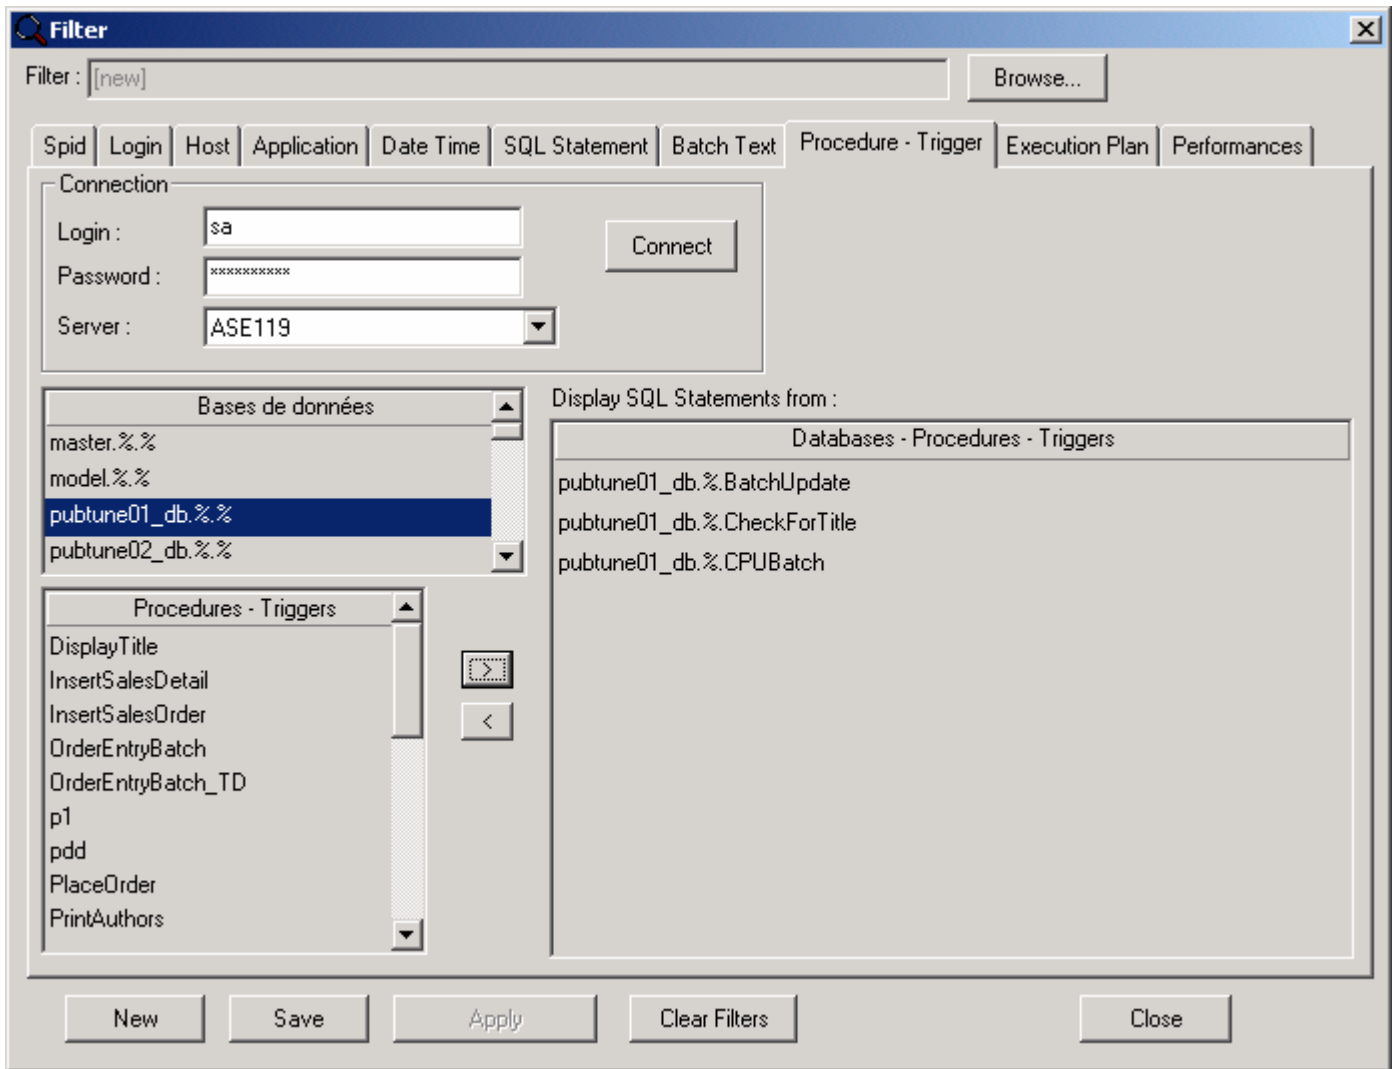 Filter
Filter : [new] Browse...
Spid Login Host Application Date Time SQL Statement Batch Text Procedure - Trigger Execution Plan Performances
Connection
Login : sa
Connect
Password : xxxxxxxxxx
Server : ASE119
Bases de données
master.%.%
model.%.%
pubtune01_db.%.%
pubtune02_db.%.%
Procedures - Triggers
DisplayTitle
InsertSalesDetail
InsertSalesOrder
OrderEntryBatch
OrderEntryBatch_TD
p1
pdd
PlaceOrder
PrintAuthors
>
<
Display SQL Statements from :
Databases - Procedures - Triggers
pubtune01_db.%.BatchUpdate
pubtune01_db.%.CheckForTitle
pubtune01_db.%.CPUBatch
New Save Apply Clear Filters Close